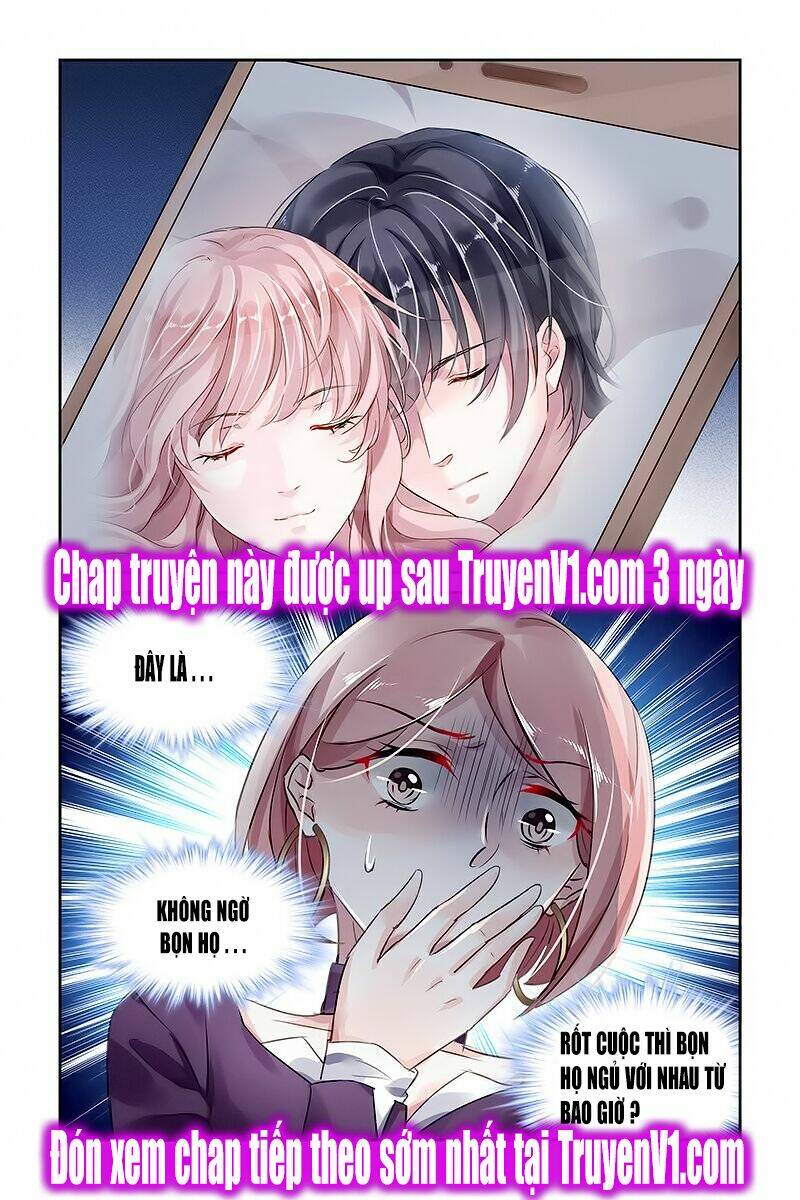 Chap truyện này được up sau TruyenV1.com 3 ngày
ĐÂY LÀ . . .
KHÔNG NGỜ
BỌN HỌ . . .
RỐT CUỘC THÌ BỌN
HỌ NGỦ VỚI NHAU TỪ
BAO GIỜ ?
Đón xem chap tiếp theo sớm nhất tại TruyenV1.com